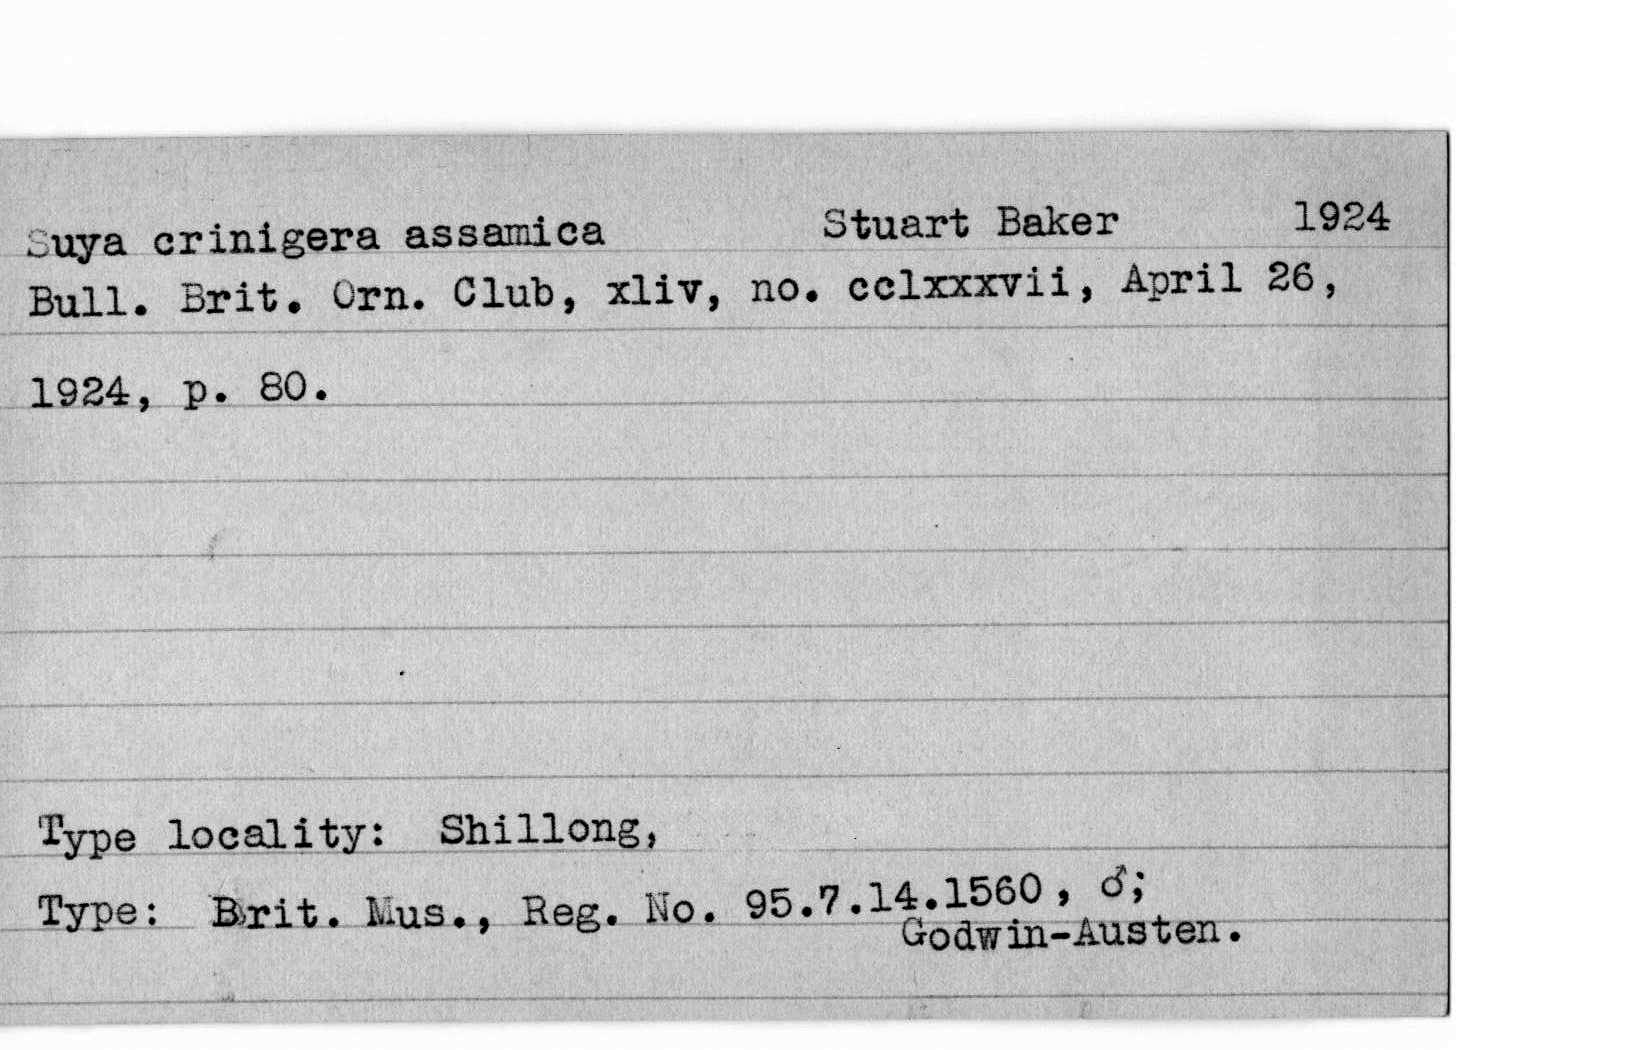 Suya crinigera assamica Stuart Baker 1924
Bull. Brit. Orn. Club, xliv, no. cclxxxvii, April 26,
1924, p. 80.
Type locality: Shillong,
Type: Brit. Mus., Reg. No. 95.7.14.1560, ♂;
Godwin-Austen.